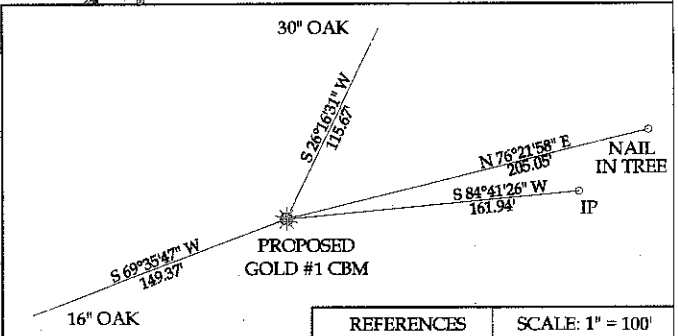 30" OAK
S 26°16'31" W
115.67'
N 76°21'58" E
205.05'
NAIL
IN TREE
S 84°41'26" W
161.94'
IP
PROPOSED
GOLD #1 CBM
S 69°35'47" W
149.37'
16" OAK
REFERENCES
SCALE: 1" = 100'